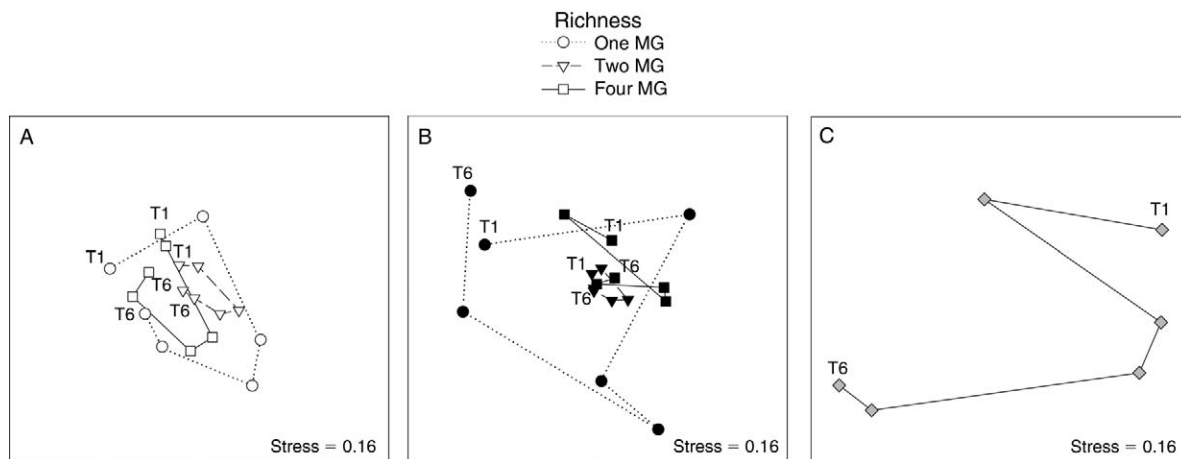 Richness
One MG
Two MG
Four MG
A
T1
T1
T1
T6
T6
T6
Stress = 0.16
B
T6
T1
T1
T1
T6
T6
Stress = 0.16
C
T1
T6
Stress = 0.16